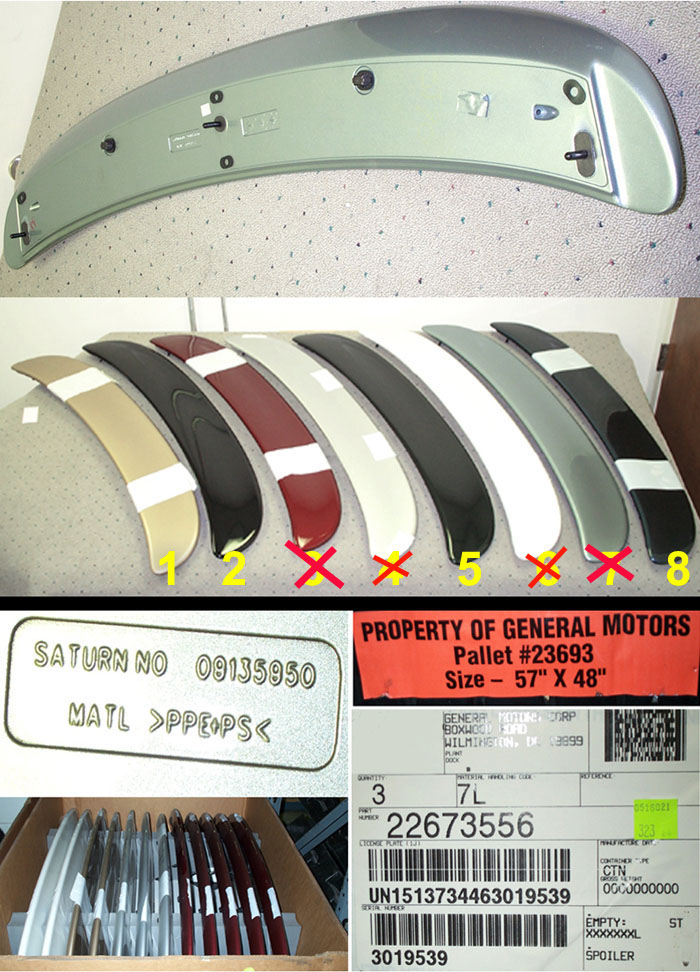 1 2 3 4 5 6 7 8
SATURN NO 09135950
MATL >PPE+PS<
PROPERTY OF GENERAL MOTORS
Pallet #23693
Size - 57" X 48"
GENERAL MOTORS CORP
BOXWOOD ROAD
WILMINGTON, DE 19899
PLANT
DOCK
QUANTITY
3
MATERIAL HANDLING CODE
7L
REFERENCE
PART NUMBER
22673556
0515021
323
LICENSE PLATE (1J)
UN1513734463019539
MANUFACTURE DATE
CONTAINER TYPE
CTN
GROSS WEIGHT
0000000000
SERIAL NUMBER
3019539
EMPTY: ST
XXXXXXXL
SPOILER